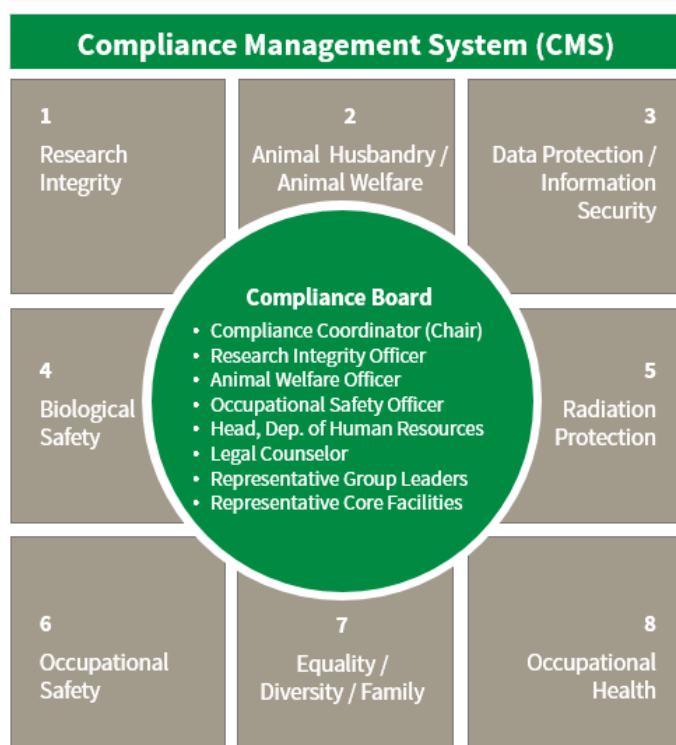 Compliance Management System (CMS)
1
Research
Integrity
2
Animal Husbandry /
Animal Welfare
3
Data Protection /
Information
Security
Compliance Board
• Compliance Coordinator (Chair)
• Research Integrity Officer
• Animal Welfare Officer
• Occupational Safety Officer
• Head, Dep. of Human Resources
• Legal Counselor
• Representative Group Leaders
• Representative Core Facilities
4
Biological
Safety
5
Radiation
Protection
6
Occupational
Safety
7
Equality /
Diversity / Family
8
Occupational
Health